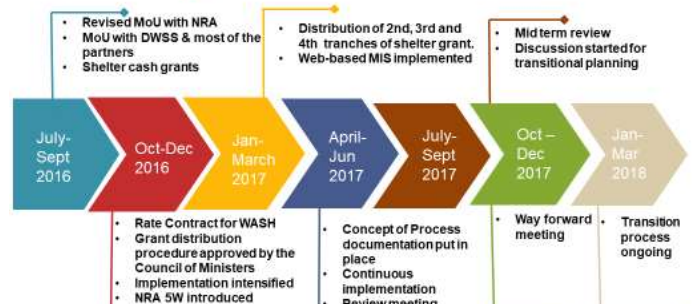 • Revised MoU with NRA
• MoU with DWSS & most of the
partners
• Shelter cash grants
• Distribution of 2nd, 3rd and
4th tranches of shelter grant.
• Web-based MIS implemented
• Mid term review
• Discussion started for
transitional planning
July-
Sept
2016
Oct-Dec
2016
Jan-
March
2017
April-
Jun
2017
July-
Sept
2017
Oct –
Dec
2017
Jan-
Mar
2018
• Rate Contract for WASH
• Grant distribution
procedure approved by the
Council of Ministers
• Implementation intensified
• NRA 5W introduced
• Concept of Process
documentation put in
place
• Continuous
implementation
• Review meeting
• Way forward
meeting
• Transition
process
ongoing